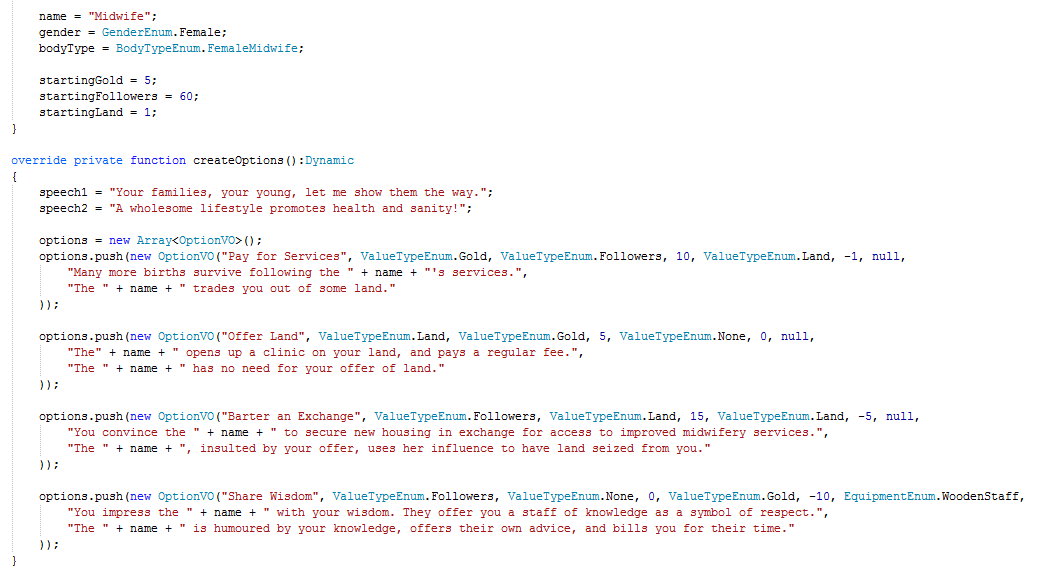 name = "Midwife";
gender = GenderEnum.Female;
bodyType = BodyTypeEnum.FemaleMidwife;
startingGold = 5;
startingFollowers = 60;
startingLand = 1;
}
override private function createOptions():Dynamic
{
speech1 = "Your families, your young, let me show them the way.";
speech2 = "A wholesome lifestyle promotes health and sanity!";
options = new Array<OptionVO>();
options.push(new OptionVO("Pay for Services", ValueTypeEnum.Gold, ValueTypeEnum.Followers, 10, ValueTypeEnum.Land, -1, null,
"Many more births survive following the " + name + "'s services.",
"The " + name + " trades you out of some land."
));
options.push(new OptionVO("Offer Land", ValueTypeEnum.Land, ValueTypeEnum.Gold, 5, ValueTypeEnum.None, 0, null,
"The" + name + " opens up a clinic on your land, and pays a regular fee.",
"The " + name + " has no need for your offer of land."
));
options.push(new OptionVO("Barter an Exchange", ValueTypeEnum.Followers, ValueTypeEnum.Land, 15, ValueTypeEnum.Land, -5, null,
"You convince the " + name + " to secure new housing in exchange for access to improved midwifery services.",
"The " + name + ", insulted by your offer, uses her influence to have land seized from you."
));
options.push(new OptionVO("Share Wisdom", ValueTypeEnum.Followers, ValueTypeEnum.None, 0, ValueTypeEnum.Gold, -10, EquipmentEnum.WoodenStaff,
"You impress the " + name + " with your wisdom. They offer you a staff of knowledge as a symbol of respect.",
"The " + name + " is humoured by your knowledge, offers their own advice, and bills you for their time."
));
}